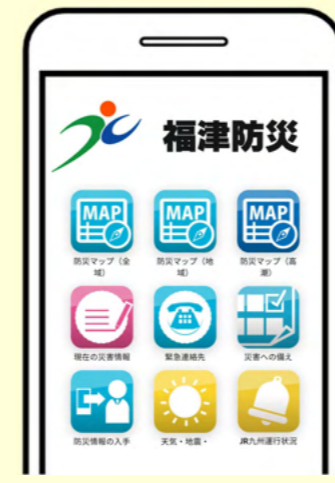 福津防災
MAP
MAP
MAP
防災マップ（全
域）
防災マップ（地
域）
防災マップ（高
潮）
現在の災害情報
緊急連絡先
災害への備え
防災情報の入手
天気・地震・
JR九州運行状況